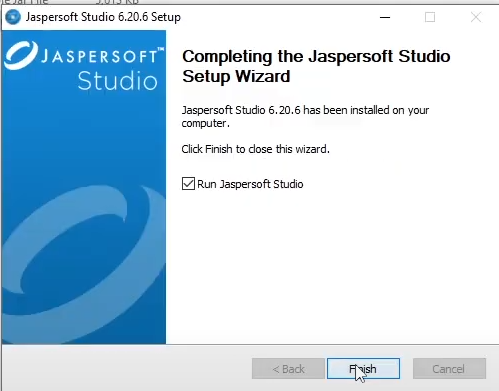 Jaspersoft Studio 6.20.6 Setup
JASPERSOFT™
Studio
Completing the Jaspersoft Studio
Setup Wizard
Jaspersoft Studio 6.20.6 has been installed on your
computer.
Click Finish to close this wizard.
Run Jaspersoft Studio
< Back
Finish
Cancel